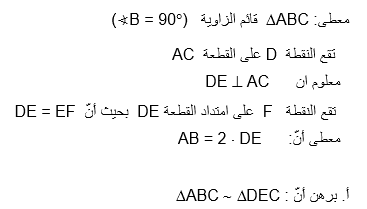 معطى: ΔABC قائم الزاوية (∢B = 90°)
تقع النقطة D على القطعة AC
معلوم ان DE ⊥ AC
تقع النقطة F على امتداد القطعة DE بحيث أنّ DE = EF
معطى أنّ: AB = 2 · DE
أ. برهن أنّ : ΔABC ~ ΔDEC